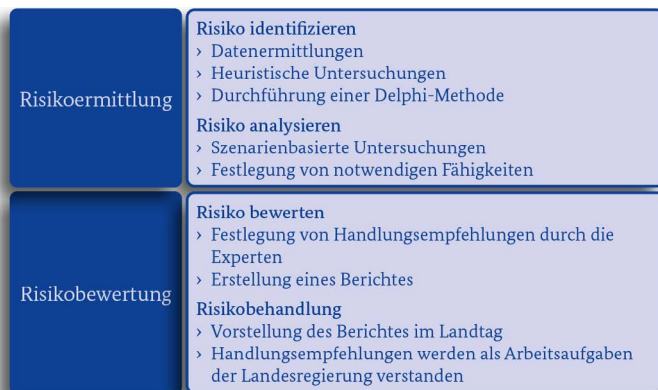 Risikoermittlung
Risiko identifizieren
› Datenermittlungen
› Heuristische Untersuchungen
› Durchführung einer Delphi-Methode
Risiko analysieren
› Szenarienbasierte Untersuchungen
› Festlegung von notwendigen Fähigkeiten
Risikobewertung
Risiko bewerten
› Festlegung von Handlungsempfehlungen durch die
Experten
› Erstellung eines Berichtes
Risikobehandlung
› Vorstellung des Berichtes im Landtag
› Handlungsempfehlungen werden als Arbeitsaufgaben
der Landesregierung verstanden